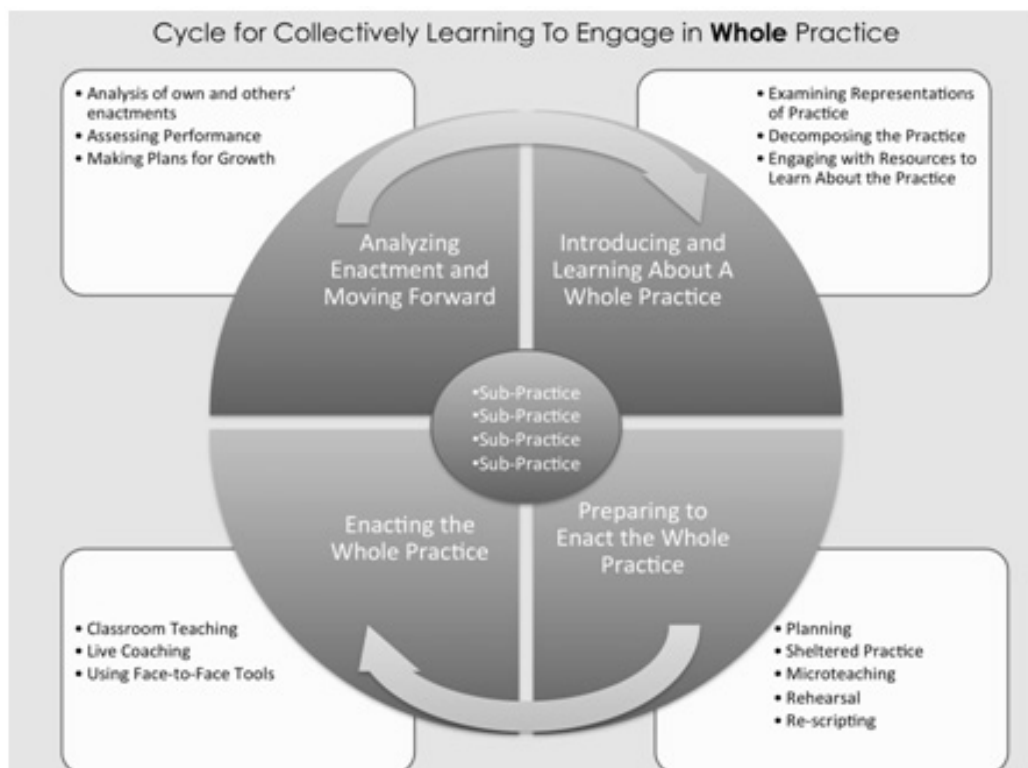 Cycle for Collectively Learning To Engage in Whole Practice
• Analysis of own and others'
enactments
• Assessing Performance
• Making Plans for Growth
• Examining Representations
of Practice
• Decomposing the Practice
• Engaging with Resources to
Learn About the Practice
Analyzing
Enactment and
Moving Forward
Introducing and
Learning About A
Whole Practice
•Sub-Practice
•Sub-Practice
•Sub-Practice
•Sub-Practice
Enacting the
Whole Practice
Preparing to
Enact the Whole
Practice
• Classroom Teaching
• Live Coaching
• Using Face-to-Face Tools
• Planning
• Sheltered Practice
• Microteaching
• Rehearsal
• Re-scripting